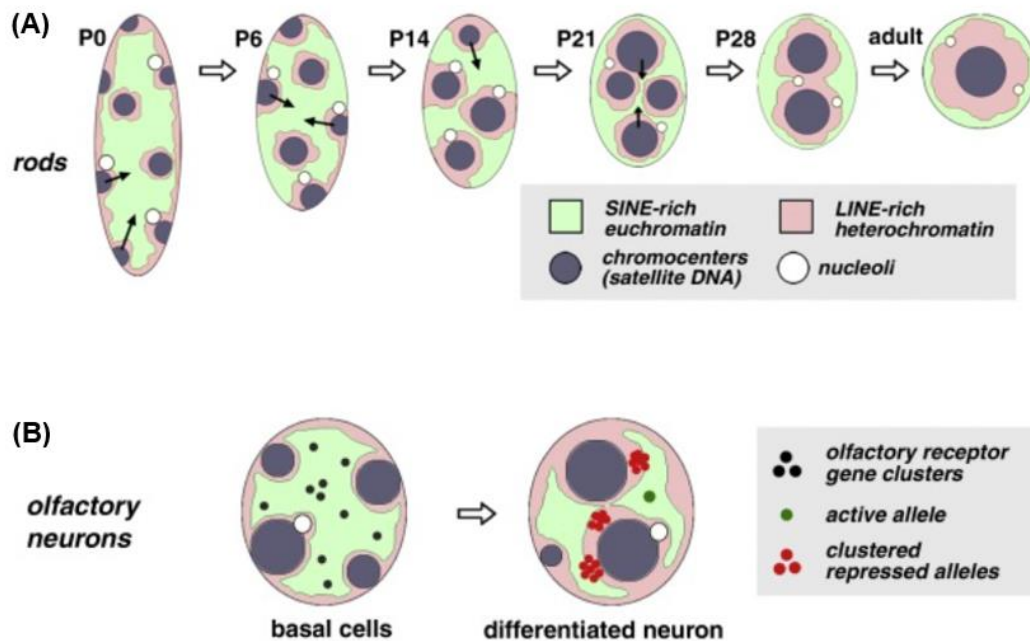 (A)
P0
P6
P14
P21
P28
adult
rods
SINE-rich
euchromatin
LINE-rich
heterochromatin
chromocenters
(satellite DNA)
nucleoli
(B)
olfactory
neurons
basal cells
differentiated neuron
olfactory receptor
gene clusters
active allele
clustered
repressed alleles